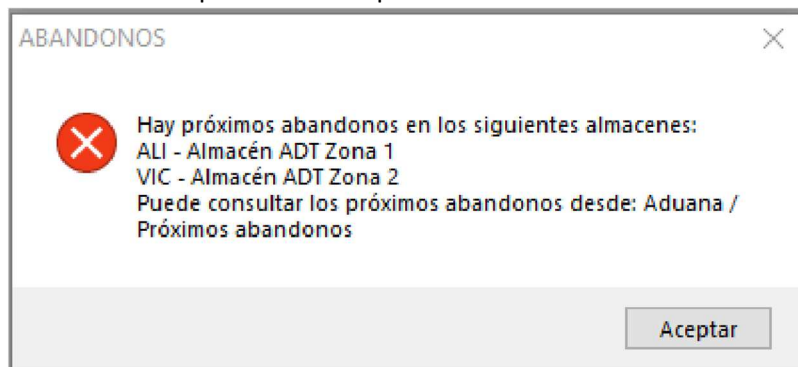 ABANDONOS
Hay próximos abandonos en los siguientes almacenes:
ALI - Almacén ADT Zona 1
VIC - Almacén ADT Zona 2
Puede consultar los próximos abandonos desde: Aduana /
Próximos abandonos
Aceptar